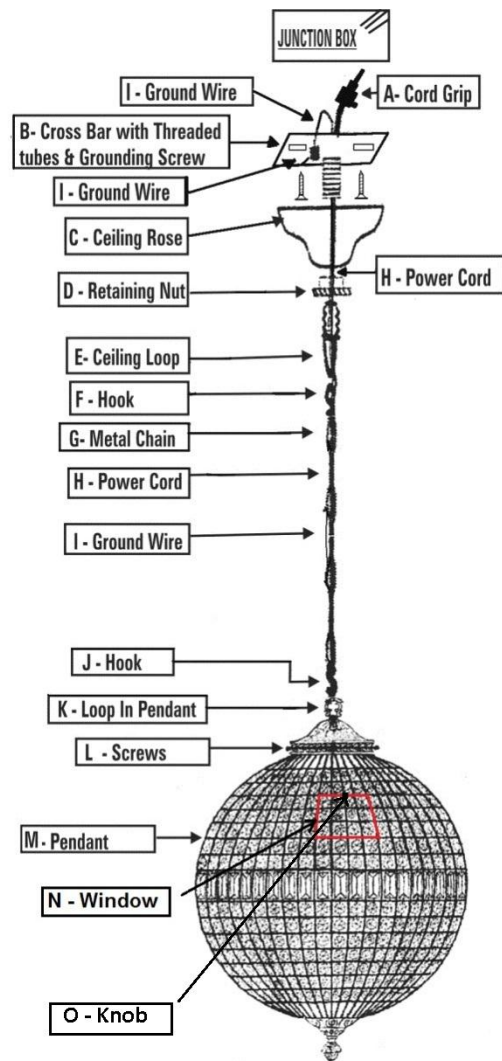 JUNCTION BOX
I - Ground Wire
A- Cord Grip
B- Cross Bar with Threaded
tubes & Grounding Screw
I - Ground Wire
C - Ceiling Rose
H - Power Cord
D - Retaining Nut
E- Ceiling Loop
F - Hook
G- Metal Chain
H - Power Cord
I - Ground Wire
J - Hook
K - Loop In Pendant
L - Screws
M - Pendant
N - Window
O - Knob